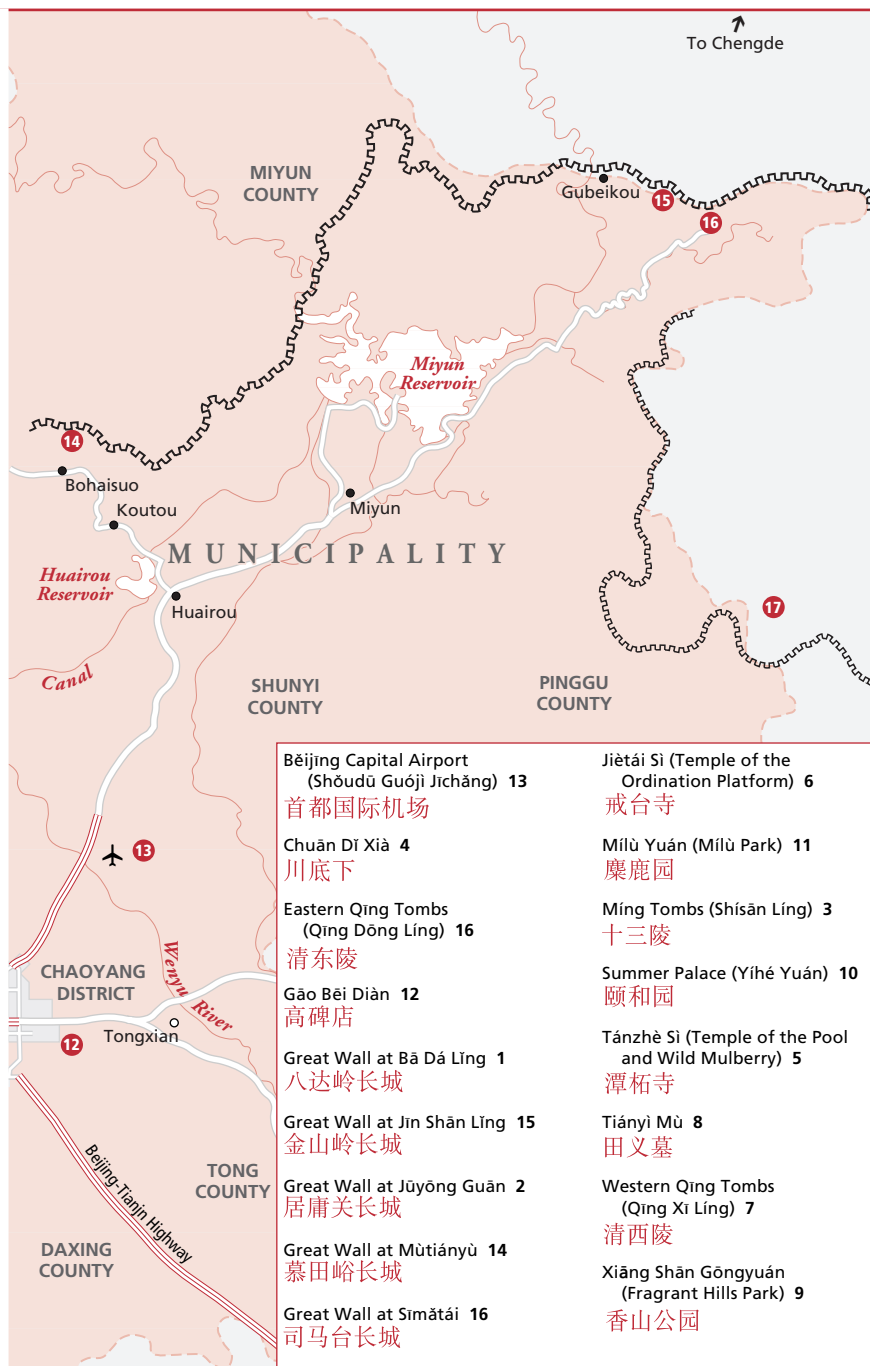 To Chengde
MIYUN
COUNTY
Gubeikou
15
16
Miyun
Reservoir
14
Bohaisuo
Koutou
Miyun
MUNICIPALITY
Huairou
Reservoir
Huairou
17
Canal
SHUNYI
COUNTY
PINGGU
COUNTY
13
Wenyu River
CHAOYANG
DISTRICT
12
Tongxian
Beijing-Tianjin Highway
TONG
COUNTY
DAXING
COUNTY
Běijīng Capital Airport
(Shǒudū Guójì Jīchǎng) 13
首都国际机场
Chuān Dǐ Xià 4
川底下
Eastern Qīng Tombs
(Qīng Dōng Líng) 16
清东陵
Gāo Bēi Diàn 12
高碑店
Great Wall at Bā Dá Lǐng 1
八达岭长城
Great Wall at Jīn Shān Lǐng 15
金山岭长城
Great Wall at Jūyōng Guān 2
居庸关长城
Great Wall at Mùtiányù 14
慕田峪长城
Great Wall at Sīmǎtái 16
司马台长城
Jiètái Sì (Temple of the
Ordination Platform) 6
戒台寺
Mílù Yuán (Mílù Park) 11
麋鹿园
Míng Tombs (Shísān Líng) 3
十三陵
Summer Palace (Yíhé Yuán) 10
颐和园
Tánzhè Sì (Temple of the Pool
and Wild Mulberry) 5
潭柘寺
Tiányì Mù 8
田义墓
Western Qīng Tombs
(Qīng Xī Líng) 7
清西陵
Xiāng Shān Gōngyuán
(Fragrant Hills Park) 9
香山公园